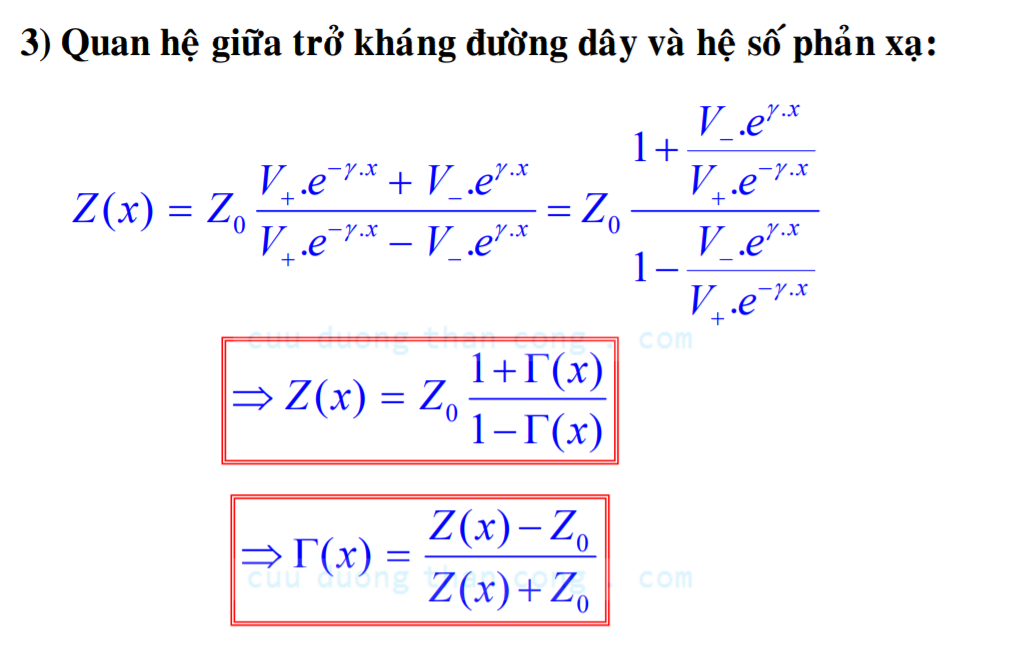 3) Quan hệ giữa trở kháng đường dây và hệ số phản xạ:
Z(x) = Z₀ (V₊.e^(−γ.x) + V₋.e^(γ.x)) / (V₊.e^(−γ.x) − V₋.e^(γ.x)) = Z₀ (1 + (V₋.e^(γ.x)) / (V₊.e^(−γ.x))) / (1 − (V₋.e^(γ.x)) / (V₊.e^(−γ.x)))
cuu duong than cong . com
⇒ Z(x) = Z₀ (1 + Γ(x)) / (1 − Γ(x))
⇒ Γ(x) = (Z(x) − Z₀) / (Z(x) + Z₀)
cuu duong than cong . com